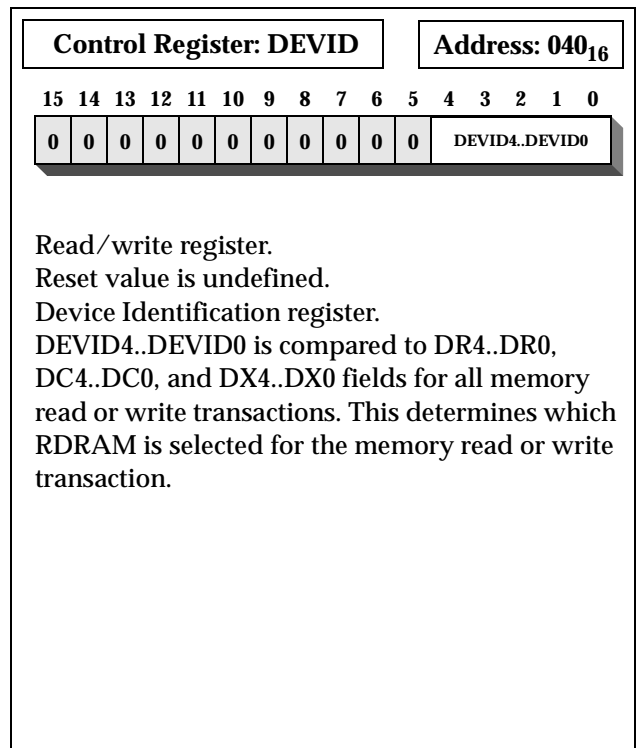 Control Register: DEVID
Address: 040₁₆
15 14 13 12 11 10 9 8 7 6 5 4 3 2 1 0
0 0 0 0 0 0 0 0 0 0 0 DEVID4..DEVID0
Read/write register.
Reset value is undefined.
Device Identification register.
DEVID4..DEVID0 is compared to DR4..DR0,
DC4..DC0, and DX4..DX0 fields for all memory
read or write transactions. This determines which
RDRAM is selected for the memory read or write
transaction.